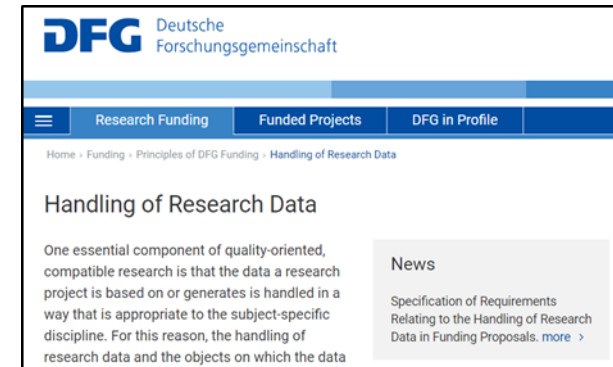 DFG Deutsche
Forschungsgemeinschaft
Research Funding Funded Projects DFG in Profile
Home › Funding › Principles of DFG Funding › Handling of Research Data
Handling of Research Data
One essential component of quality-oriented,
compatible research is that the data a research
project is based on or generates is handled in a
way that is appropriate to the subject-specific
discipline. For this reason, the handling of
research data and the objects on which the data
News
Specification of Requirements
Relating to the Handling of Research
Data in Funding Proposals. more ›